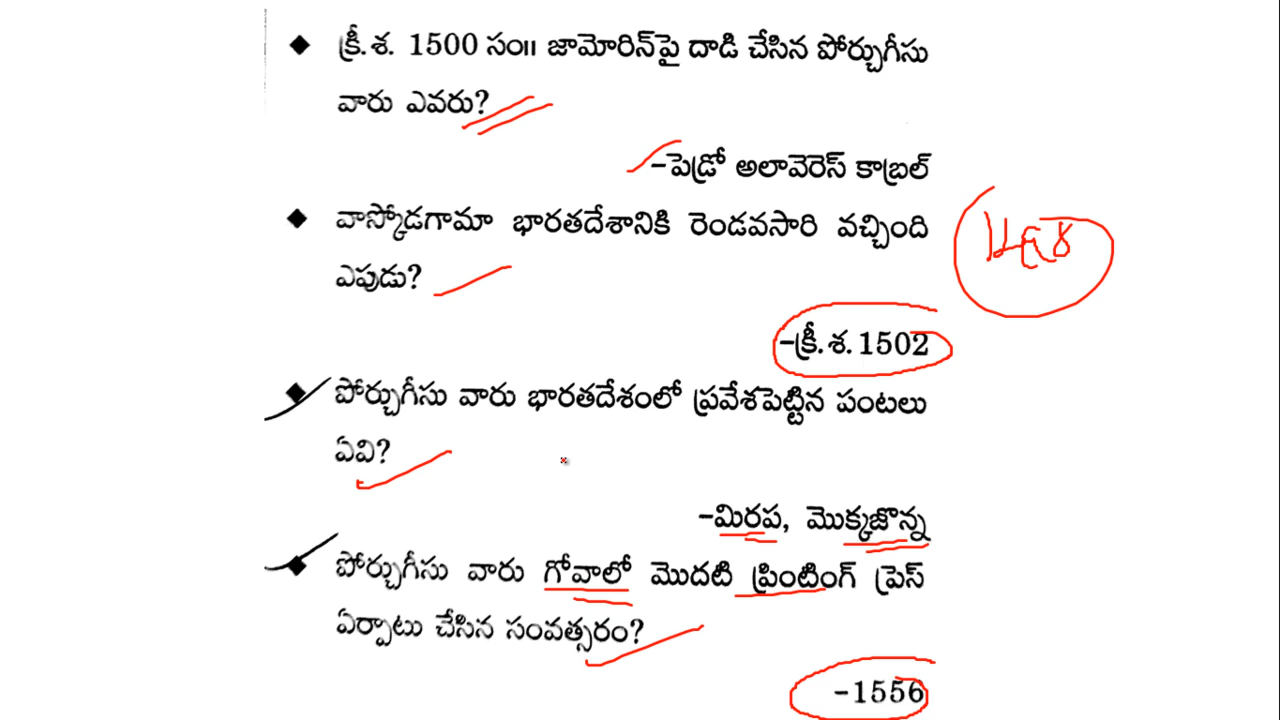 ◆ క్రీ.శ. 1500 సం॥ జామోరిన్‌పై దాడి చేసిన పోర్చుగీసు
వారు ఎవరు?
-పెడ్రో అలావెరెస్ కాబ్రల్
◆ వాస్కోడగామా భారతదేశానికి రెండవసారి వచ్చింది
1498
ఎపుడు?
-క్రీ.శ.1502
◆ పోర్చుగీసు వారు భారతదేశంలో ప్రవేశపెట్టిన పంటలు
ఏవి?
-మిరప, మొక్కజొన్న
◆ పోర్చుగీసు వారు గోవాలో మొదటి ప్రింటింగ్ ప్రెస్
ఏర్పాటు చేసిన సంవత్సరం?
-1556